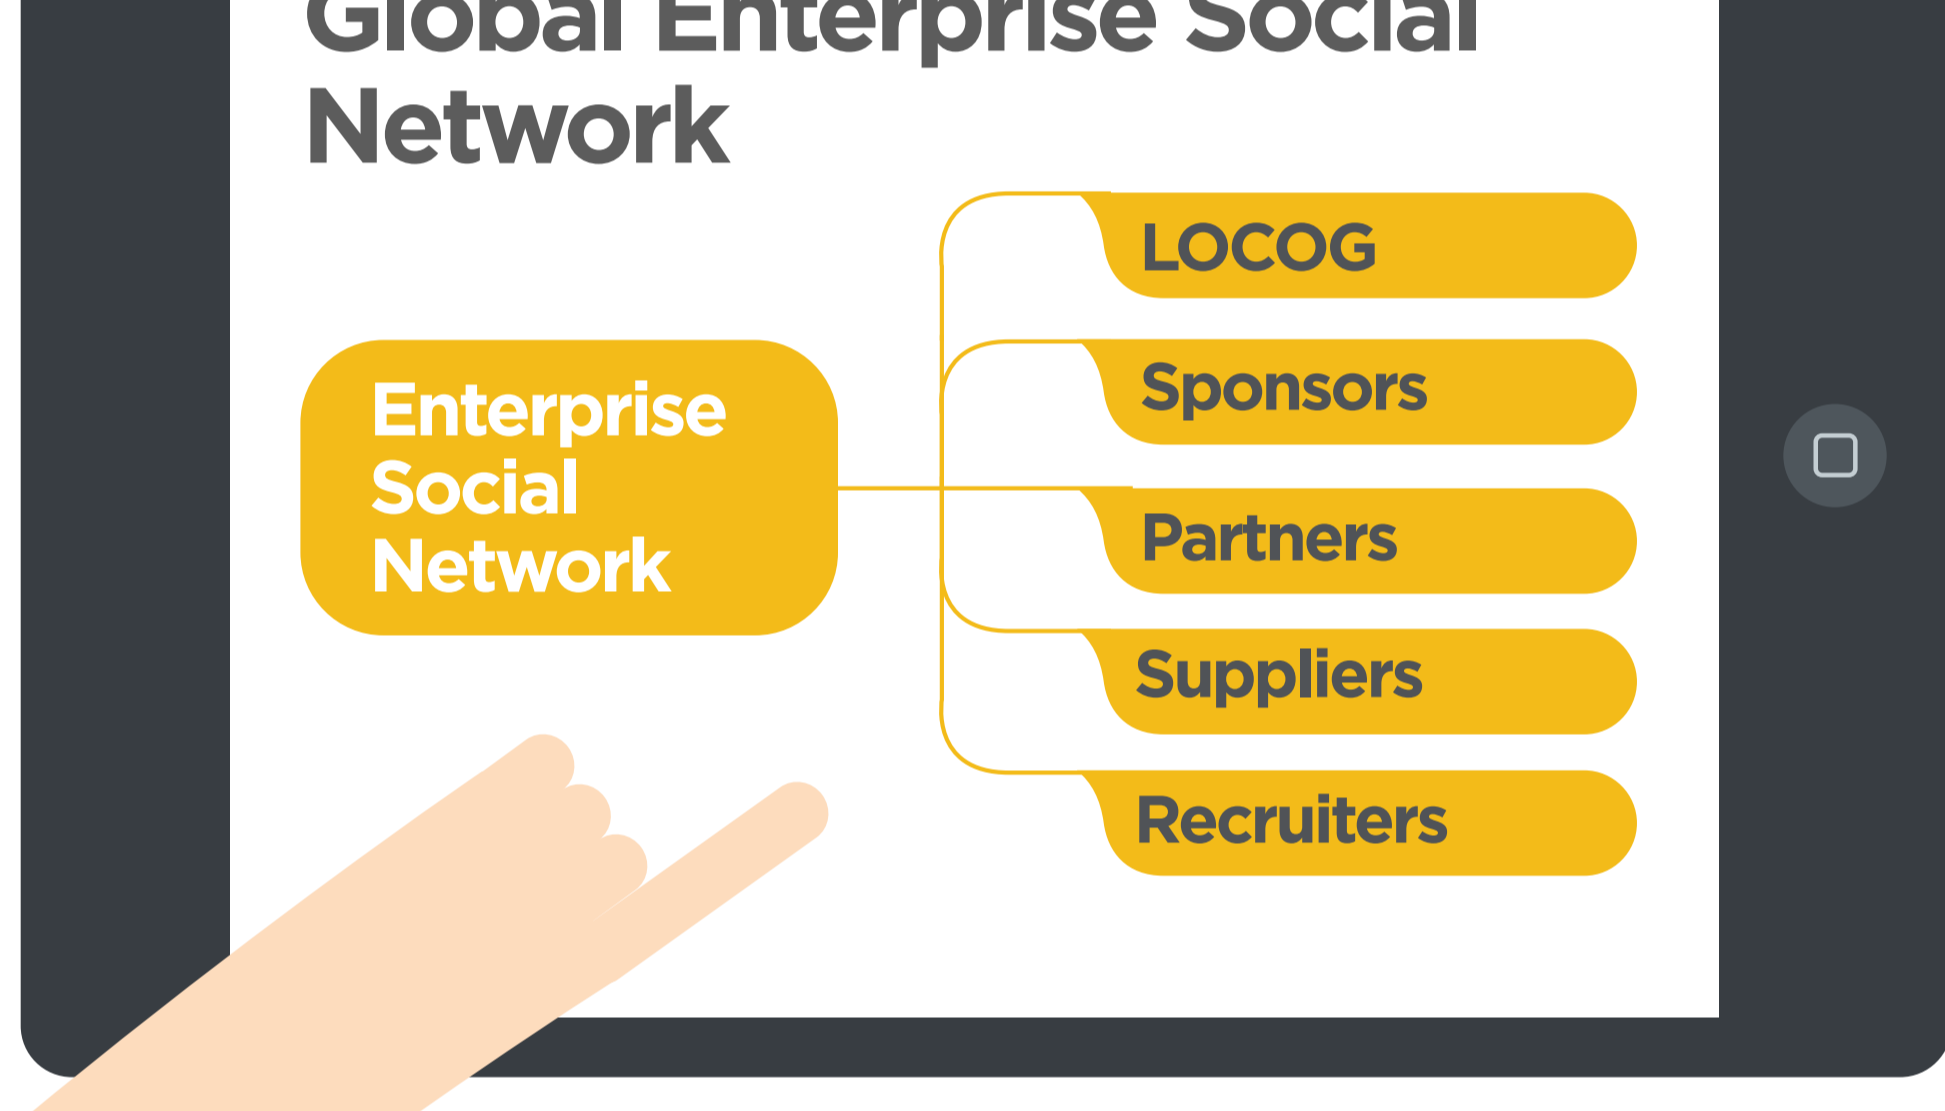 Global Enterprise Social
Network
Enterprise
Social
Network
LOCOG
Sponsors
Partners
Suppliers
Recruiters